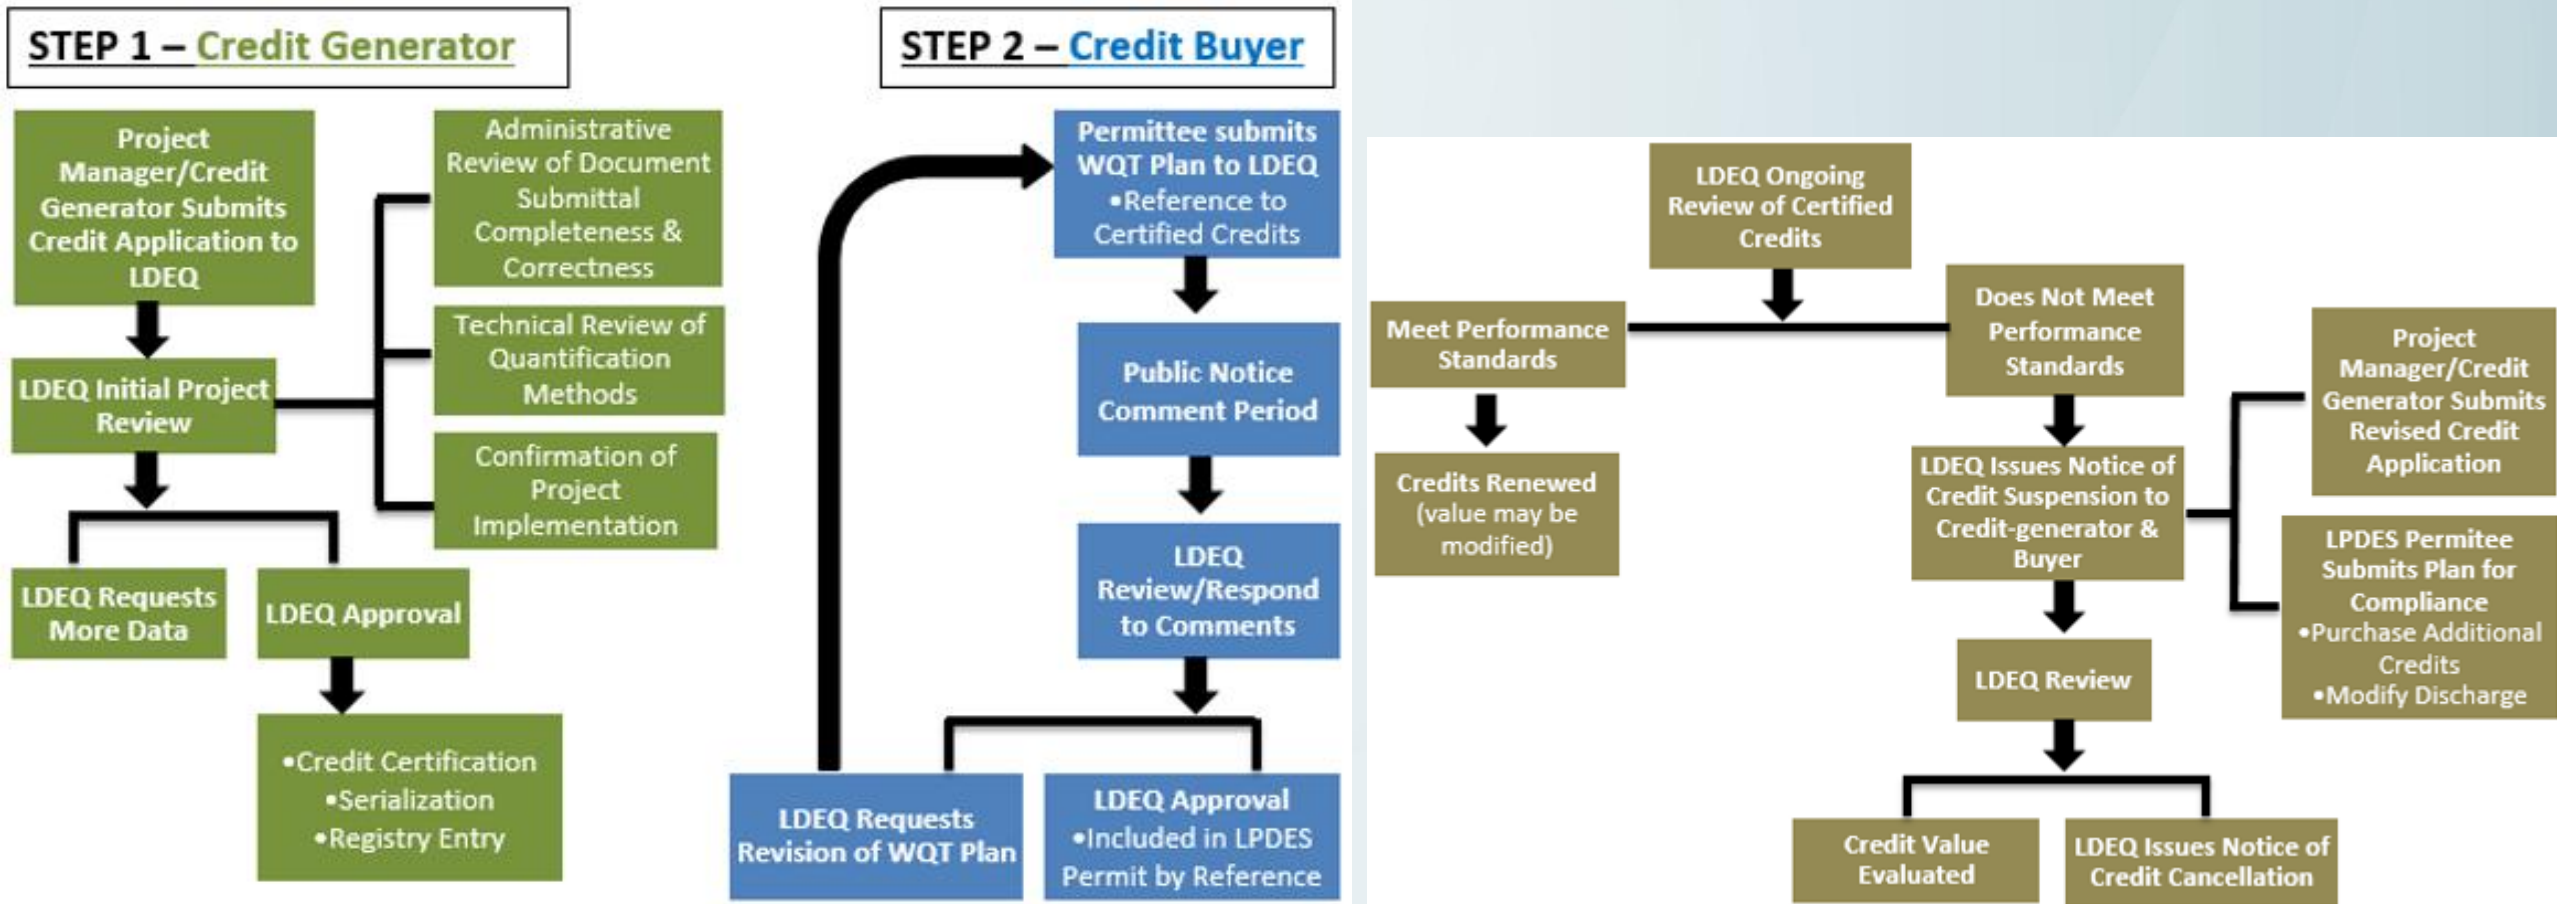 STEP 1 – Credit Generator
Project
Manager/Credit
Generator Submits
Credit Application to
LDEQ
Administrative
Review of Document
Submittal
Completeness &
Correctness
Technical Review of
Quantification
Methods
Confirmation of
Project
Implementation
LDEQ Initial Project
Review
LDEQ Requests
More Data
LDEQ Approval
•Credit Certification
•Serialization
•Registry Entry
STEP 2 – Credit Buyer
Permittee submits
WQT Plan to LDEQ
•Reference to
Certified Credits
Public Notice
Comment Period
LDEQ
Review/Respond
to Comments
LDEQ Requests
Revision of WQT Plan
LDEQ Approval
•Included in LPDES
Permit by Reference
LDEQ Ongoing
Review of Certified
Credits
Meet Performance
Standards
Credits Renewed
(value may be
modified)
Does Not Meet
Performance
Standards
LDEQ Issues Notice of
Credit Suspension to
Credit-generator &
Buyer
Project
Manager/Credit
Generator Submits
Revised Credit
Application
LPDES Permitee
Submits Plan for
Compliance
•Purchase Additional
Credits
•Modify Discharge
LDEQ Review
Credit Value
Evaluated
LDEQ Issues Notice of
Credit Cancellation